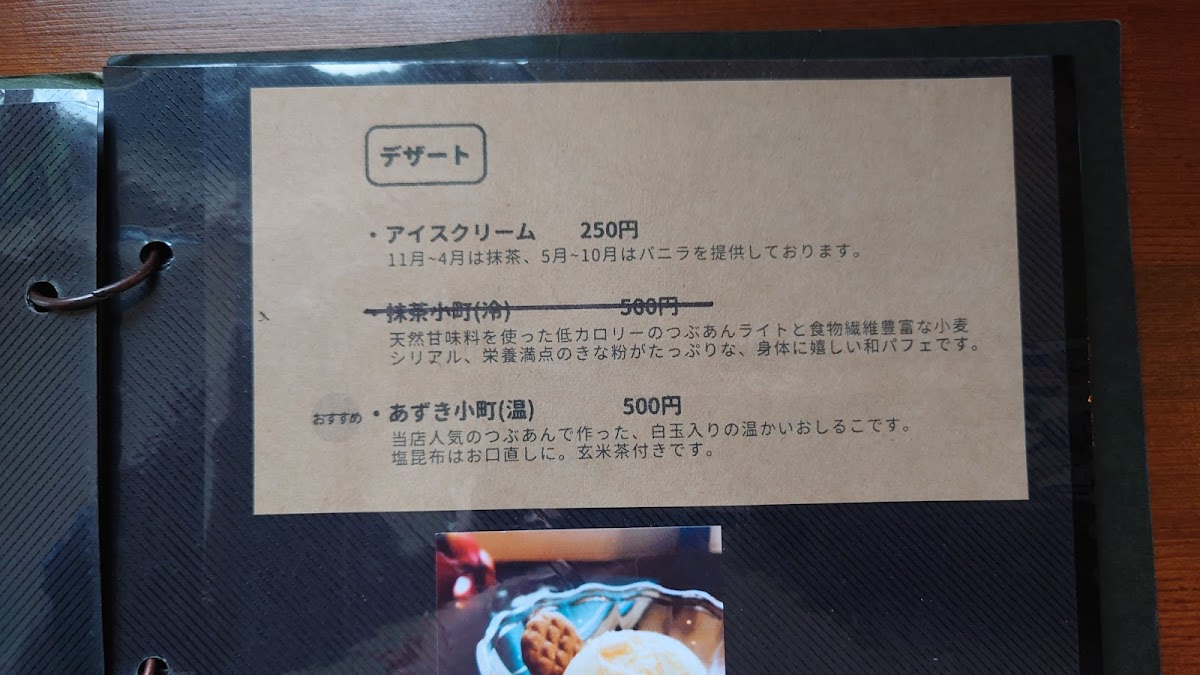 デザート
・アイスクリーム 250円
11月~4月は抹茶、5月~10月はバニラを提供しております。
・抹茶小町(冷) 500円
天然甘味料を使った低カロリーのつぶあんライトと食物繊維豊富な小麦
シリアル、栄養満点のきな粉がたっぷりな、身体に嬉しい和パフェです。
おすすめ ・あずき小町(温) 500円
当店人気のつぶあんで作った、白玉入りの温かいおしるこです。
塩昆布はお口直しに。玄米茶付きです。